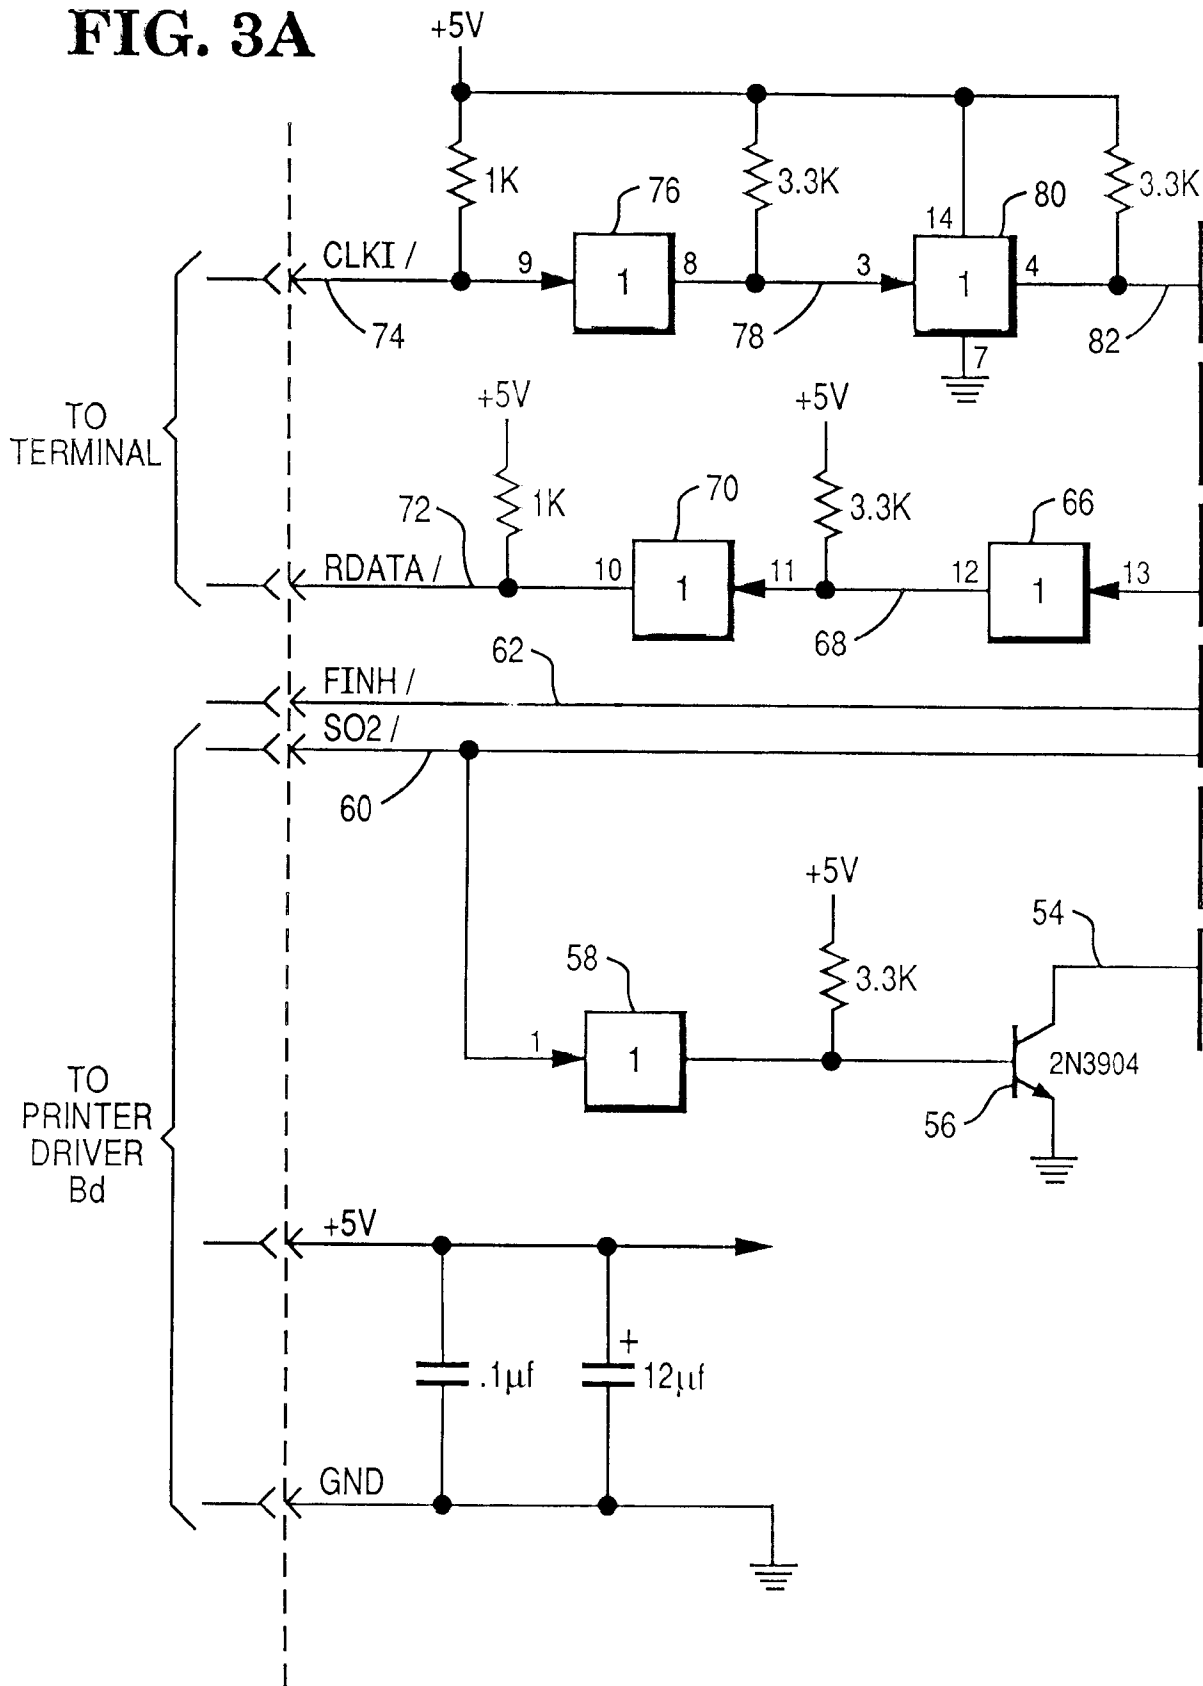 FIG. 3A
+5V
1K
3.3K
3.3K
76
80
14
CLKI /
9
1
8
3
1
4
74
78
7
82
+5V
+5V
TO
TERMINAL
1K
3.3K
72
70
66
RDATA /
10
1
11
12
1
13
68
62
FINH /
SO2 /
60
+5V
54
58
3.3K
1
1
2N3904
56
TO
PRINTER
DRIVER
Bd
+5V
+
.1µf
12µf
GND